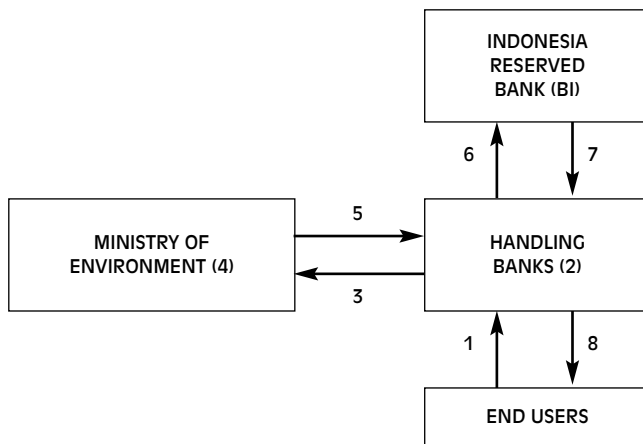 INDONESIA
RESERVED
BANK (BI)
6
7
MINISTRY OF
ENVIRONMENT (4)
5
3
HANDLING
BANKS (2)
1
8
END USERS